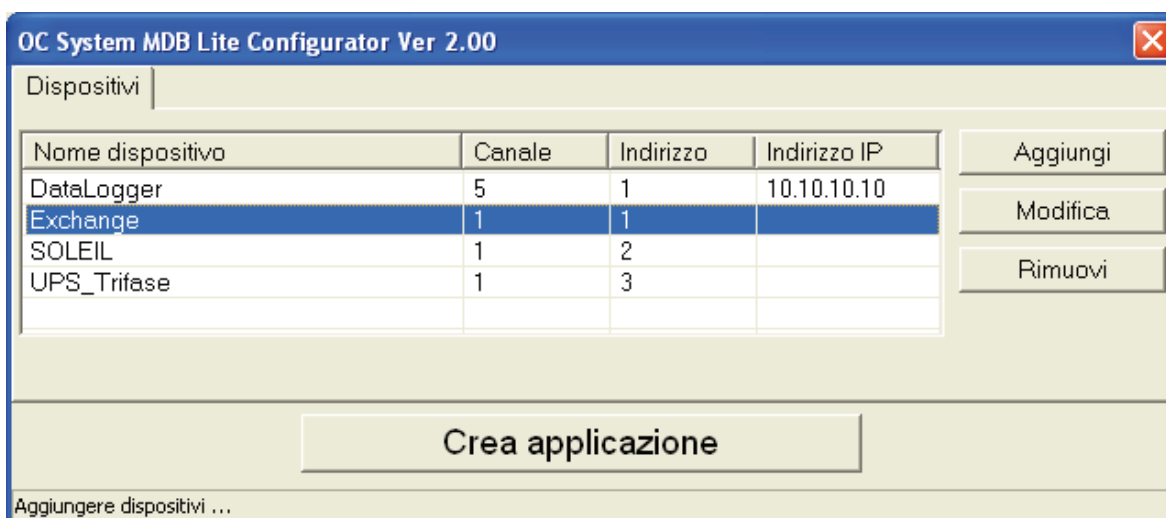 OC System MDB Lite Configurator Ver 2.00
Dispositivi
Nome dispositivo Canale Indirizzo Indirizzo IP
DataLogger 5 1 10.10.10.10
Exchange 1 1
SOLEIL 1 2
UPS_Trifase 1 3
Aggiungi
Modifica
Rimuovi
Crea applicazione
Aggiungere dispositivi ...